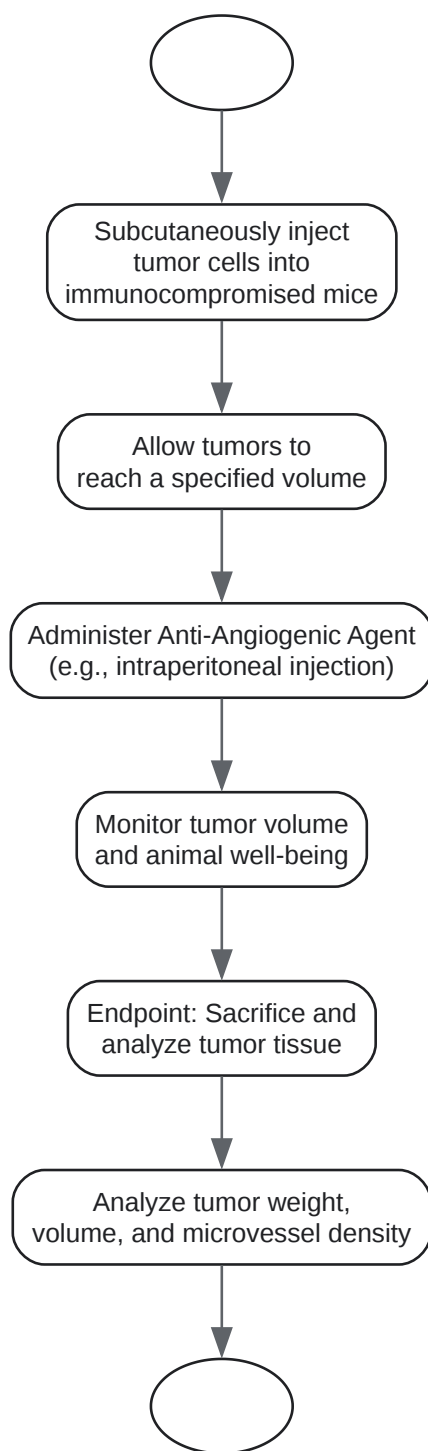 Subcutaneously inject
tumor cells into
immunocompromised mice
Allow tumors to
reach a specified volume
Administer Anti-Angiogenic Agent
(e.g., intraperitoneal injection)
Monitor tumor volume
and animal well-being
Endpoint: Sacrifice and
analyze tumor tissue
Analyze tumor weight,
volume, and microvessel density